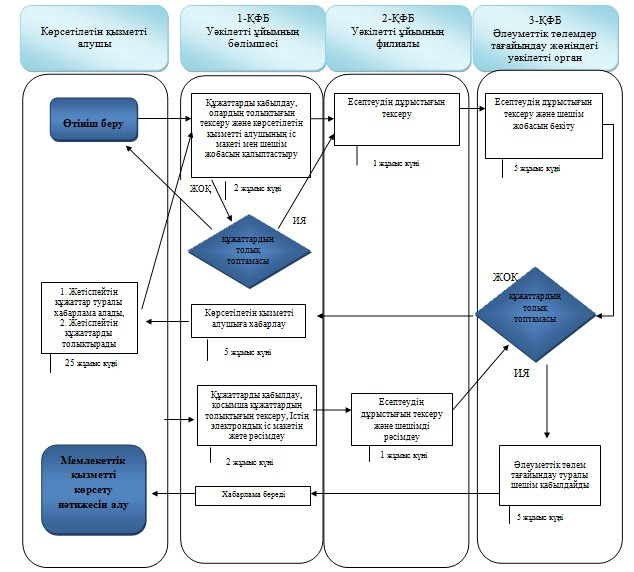 Көрсетілетін қызметті
алушы
1-ҚФБ
Уәкілетті ұйымның
бөлімшесі
2-ҚФБ
Уәкілетті ұйымның
филиалы
3-ҚФБ
Әлеуметтік төлемдер
тағайындау жөніндегі
уәкілетті орган
Өтініш беру
Құжаттарды қабылдау,
олардың толықтығын
тексеру және көрсетілетін
қызметті алушының іс
макеті мен шешім
жобасын қалыптастыру
Есептеудің дұрыстығын
тексеру
Есептеудің дұрыстығын
тексеру және шешім
жобасын бекіту
1 жұмыс күні
5 жұмыс күні
ЖОҚ
2 жұмыс күні
ИЯ
құжаттардың
толық
топтамасы
ЖОК
құжаттардың
толық
топтамасы
ИЯ
1. Жетіспейтін
құжаттар туралы
хабарлама алады,
2. Жетіспейтін
құжаттарды
толықтырады
25 жұмыс күні
Көрсетілетін қызметті
алушыға хабарлау
5 жұмыс күні
Құжаттарды қабылдау,
қосымша құжаттардың
толықтығын тексеру, Істің
электрондық іс макетін
жете рәсімдеу
2 жұмыс күні
Есептеудің
дұрыстығын тексеру
және шешімді
рәсімдеу
1 жұмыс күні
Мемлекеттік
қызметті
көрсету
нәтижесін алу
Хабарлама береді
Әлеуметтік төлем
тағайындау туралы
шешім қабылдайды
5 жұмыс күні